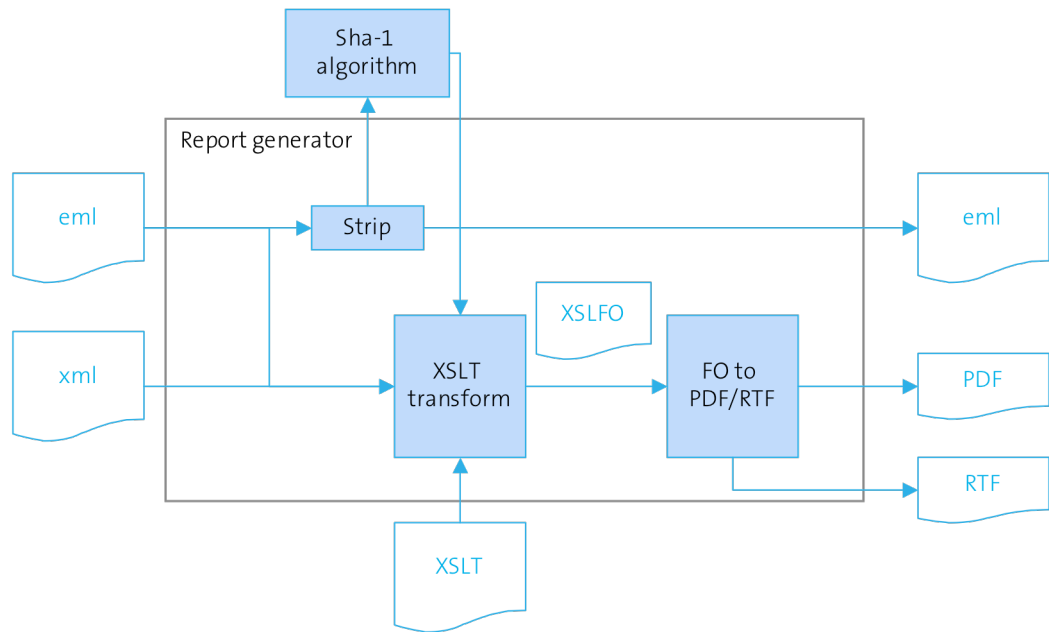 Sha-1
algorithm
Report generator
eml
Strip
eml
XSLFO
xml
XSLT
transform
FO to
PDF/RTF
PDF
RTF
XSLT